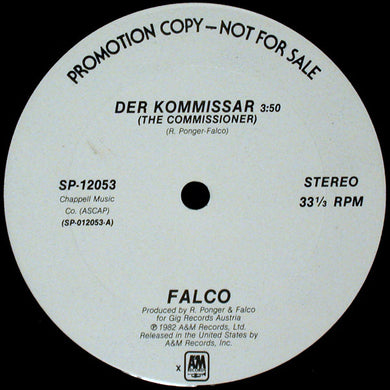 PROMOTION COPY—NOT FOR SALE
DER KOMMISSAR 3:50
(THE COMMISSIONER)
(R. Ponger-Falco)
SP-12053
Chappell Music
Co. (ASCAP)
(SP-012053-A)
STEREO
33 1/3 RPM
FALCO
Produced by R. Ponger & Falco
for Gig Records Austria
℗ 1982 A&M Records, Ltd.
Released in the United States by
A&M Records, Inc.
x
A&M